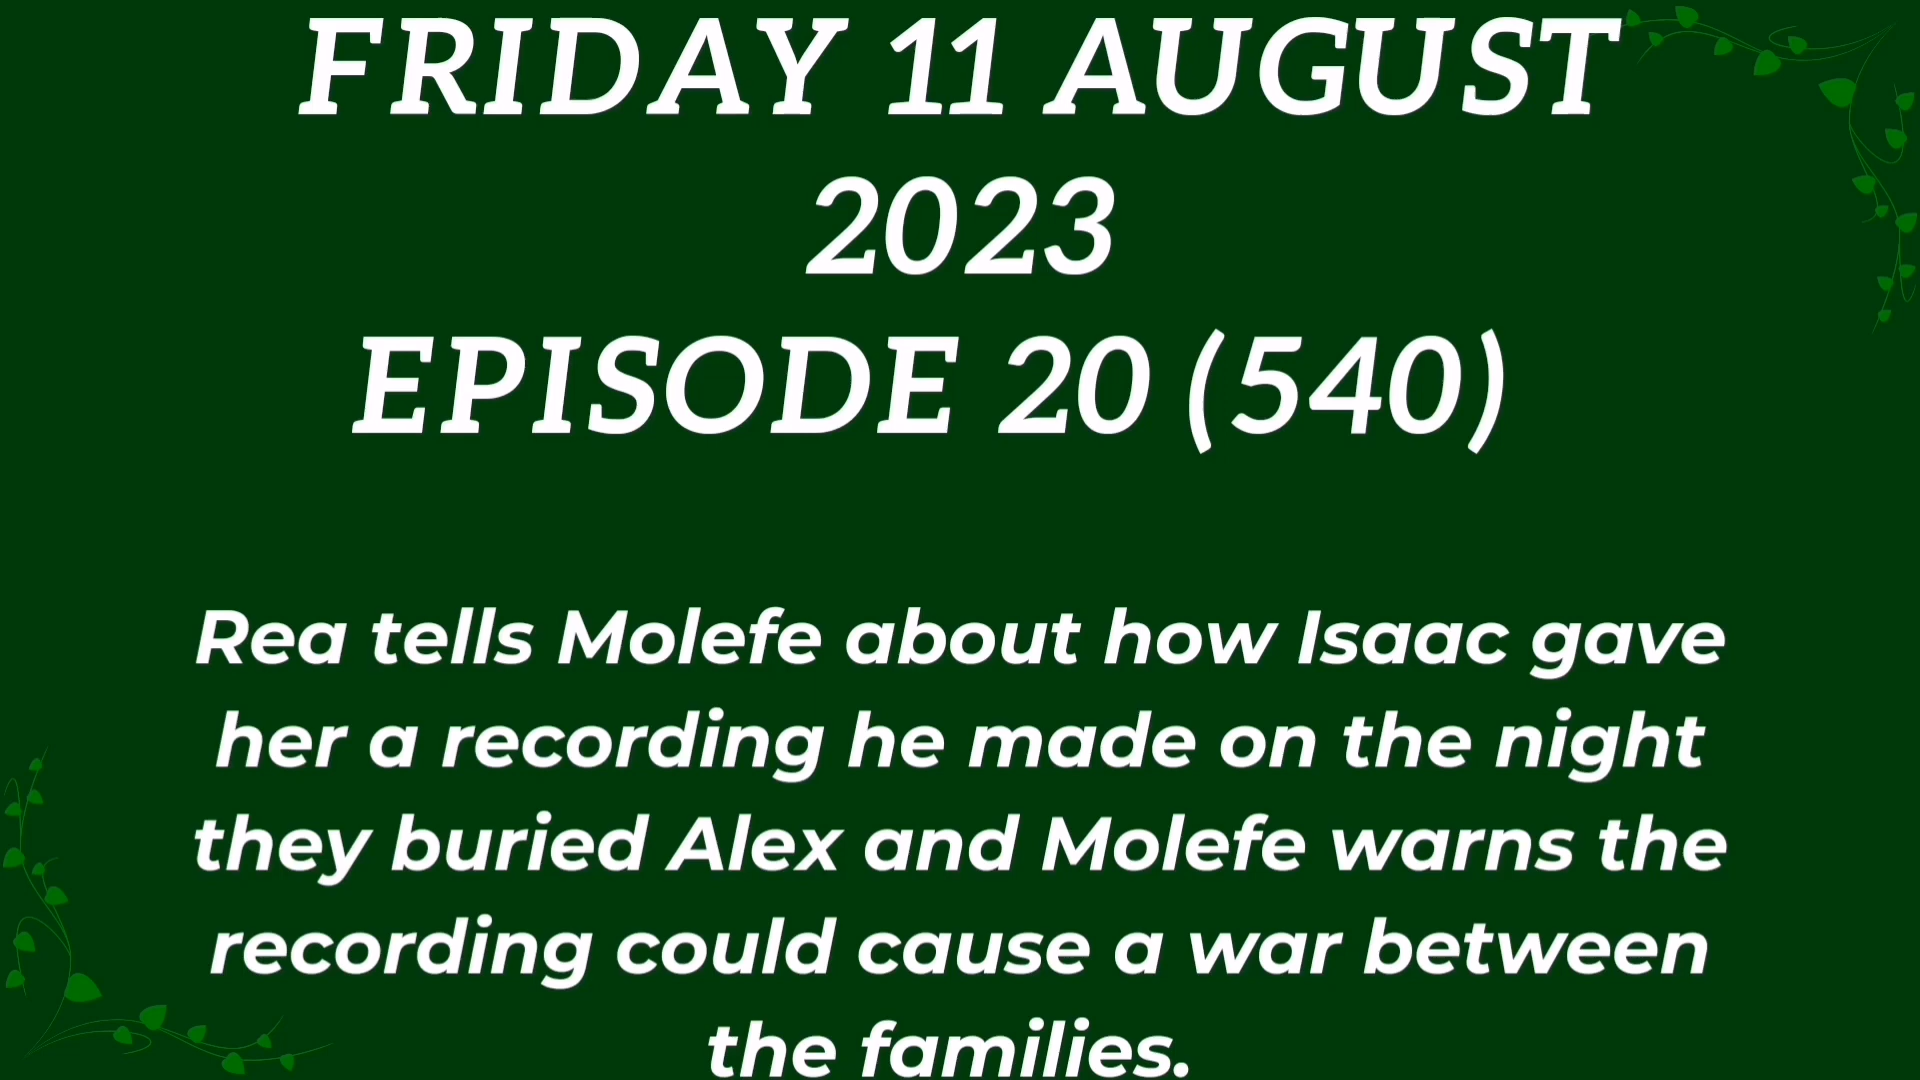 FRIDAY 11 AUGUST
2023
EPISODE 20 (540)
Rea tells Molefe about how Isaac gave
her a recording he made on the night
they buried Alex and Molefe warns the
recording could cause a war between
the families.